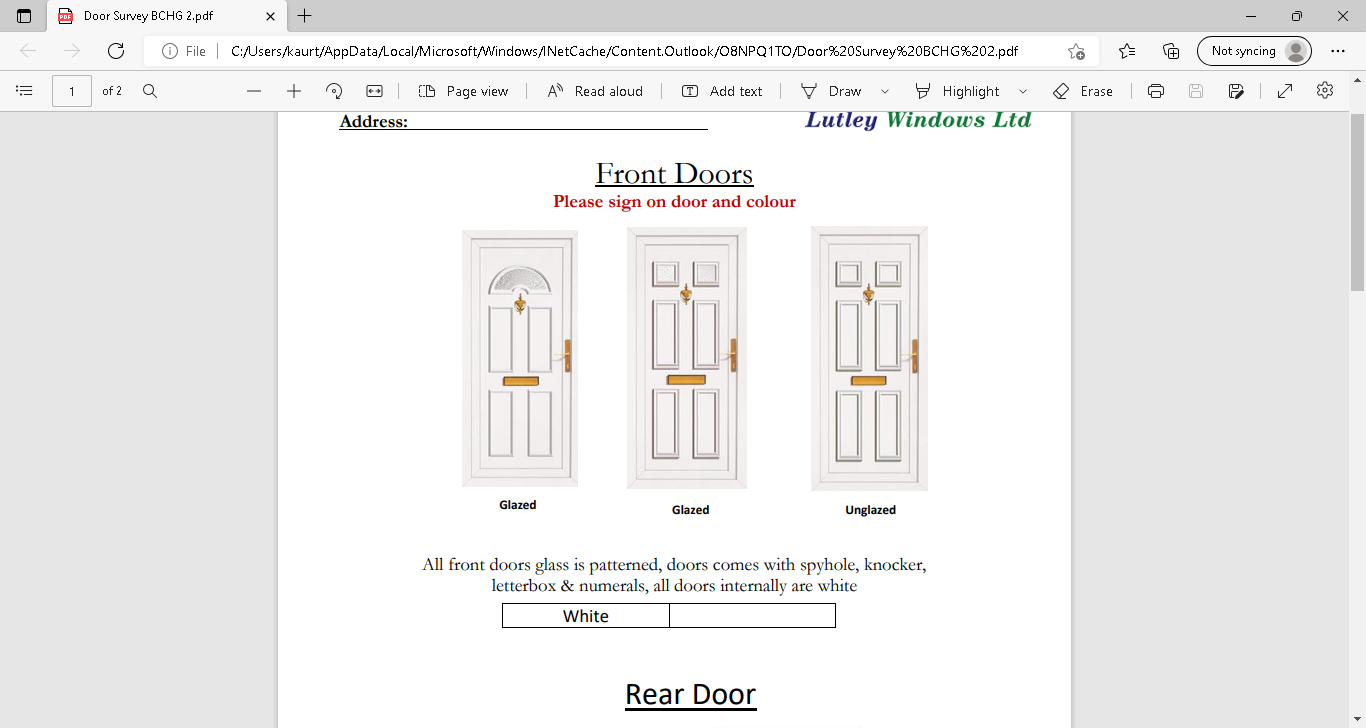 Door Survey BCHG 2.pdf
File
C:/Users/kaurt/AppData/Local/Microsoft/Windows/INetCache/Content.Outlook/O8NPQ1TO/Door%20Survey%20BCHG%202.pdf
Not syncing
1 of 2
Page view
Read aloud
Add text
Draw
Highlight
Erase
Address:
Lutley Windows Ltd
Front Doors
Please sign on door and colour
Glazed
Glazed
Unglazed
All front doors glass is patterned, doors comes with spyhole, knocker,
letterbox & numerals, all doors internally are white
White
Rear Door